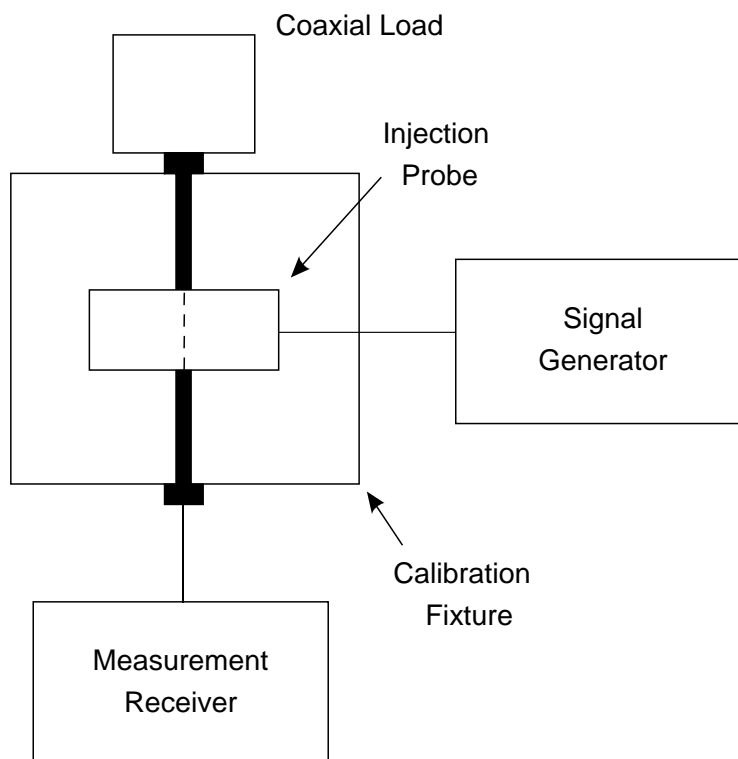 Coaxial Load
Injection
Probe
Signal
Generator
Calibration
Fixture
Measurement
Receiver